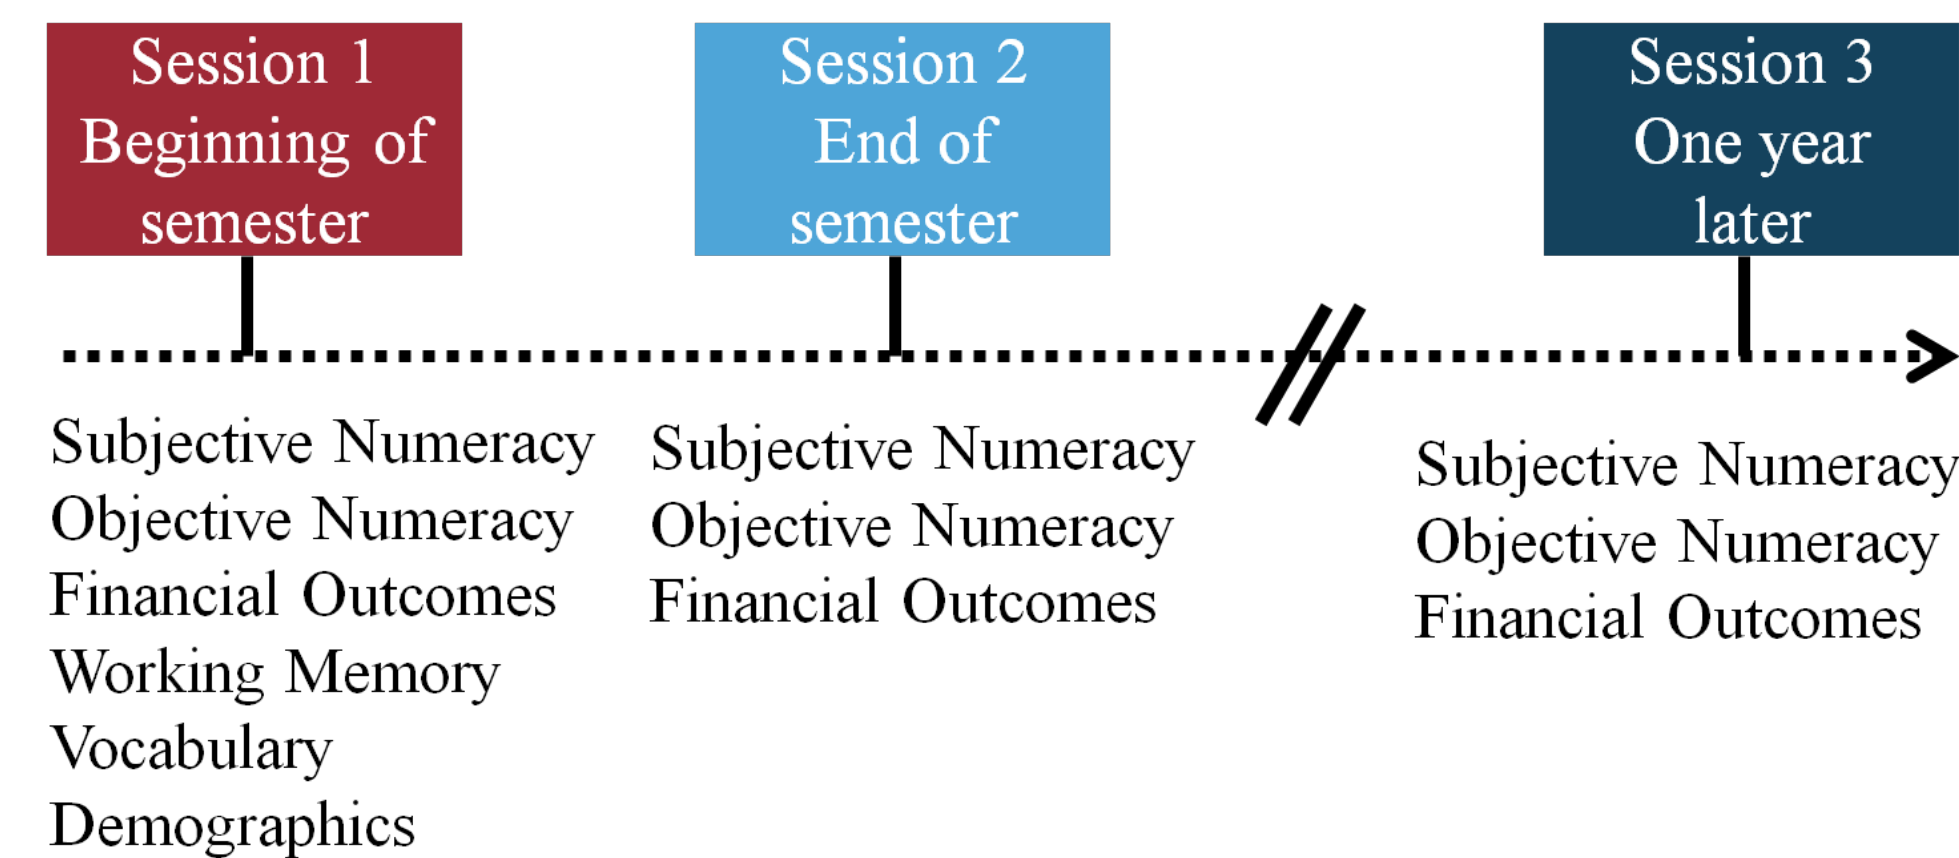 Session 1
Beginning of
semester
Session 2
End of
semester
Session 3
One year
later
Subjective Numeracy
Objective Numeracy
Financial Outcomes
Working Memory
Vocabulary
Demographics
Subjective Numeracy
Objective Numeracy
Financial Outcomes
Subjective Numeracy
Objective Numeracy
Financial Outcomes